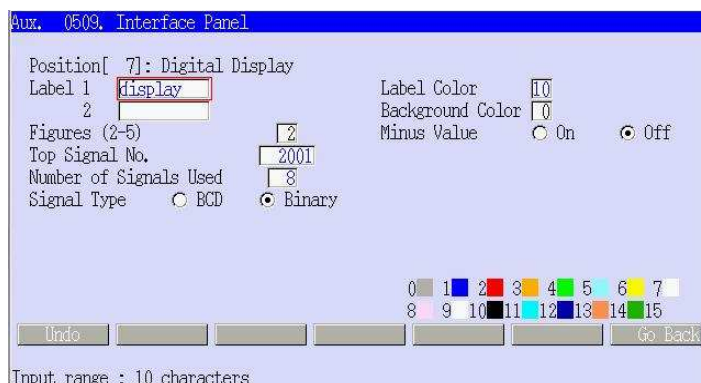 Aux. 0509. Interface Panel
Position[ 7]: Digital Display
Label 1 display Label Color 10
2 Background Color 0
Figures (2-5) 2 Minus Value On Off
Top Signal No. 2001
Number of Signals Used 8
Signal Type BCD Binary
0 1 2 3 4 5 6 7
8 9 10 11 12 13 14 15
Undo Go Back
Input range : 10 characters